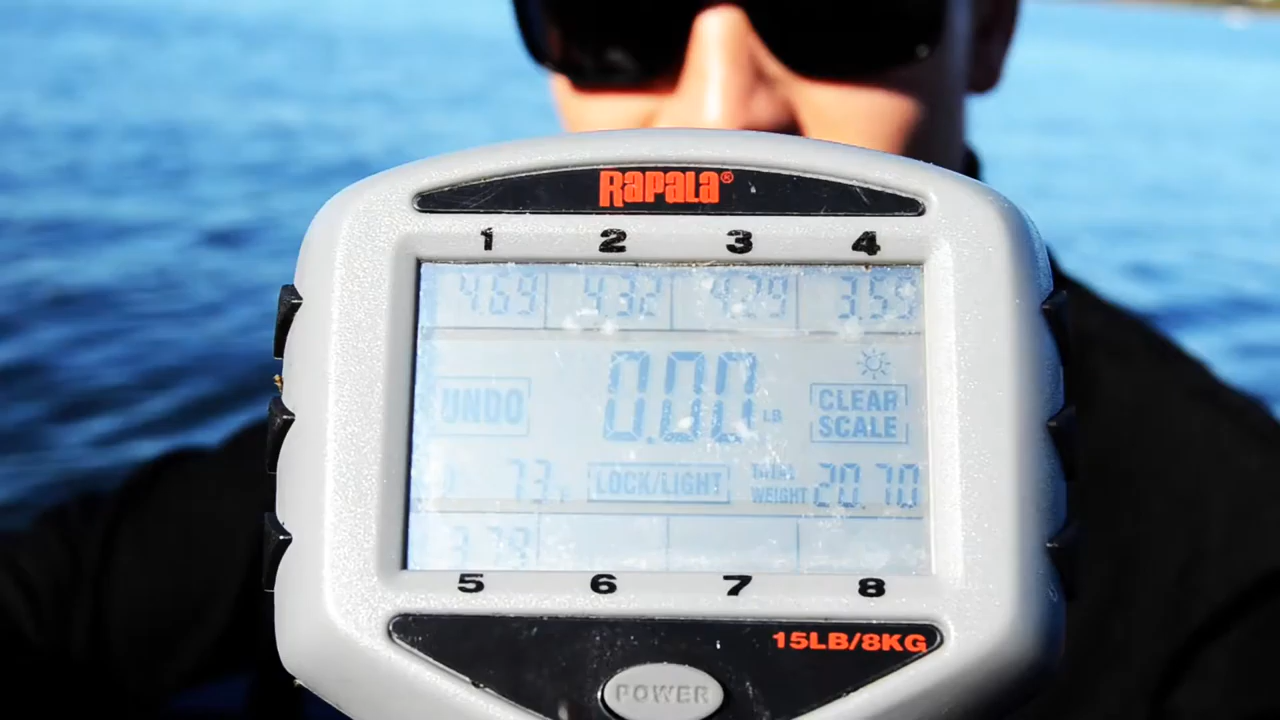 RAPALA®
1 2 3 4
4.69 4.32 4.29 3.59
UNDO 0.00 LB CLEAR SCALE
73 F LOCK/LIGHT TOTAL WEIGHT 20.70
5 6 7 8
15LB/8KG
POWER